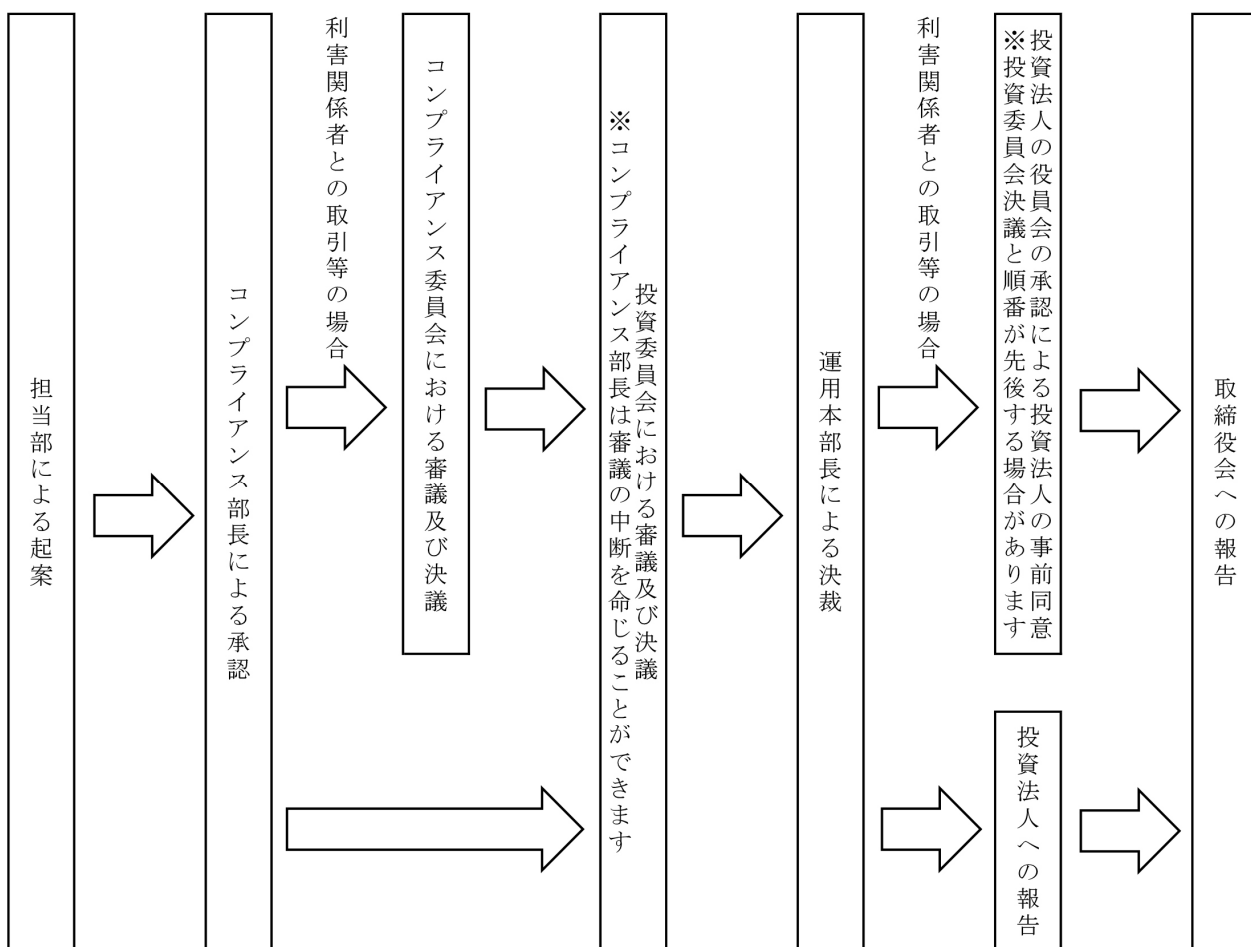 担当部による起案
コンプライアンス部長による承認
利害関係者との取引等の場合
コンプライアンス委員会における審議及び決議
投資委員会における審議及び決議
※コンプライアンス部長は審議の中断を命じることができます
運用本部長による決裁
利害関係者との取引等の場合
投資法人の役員会の承認による投資法人の事前同意
※投資委員会決議と順番が先後する場合があります
投資法人への報告
取締役会への報告